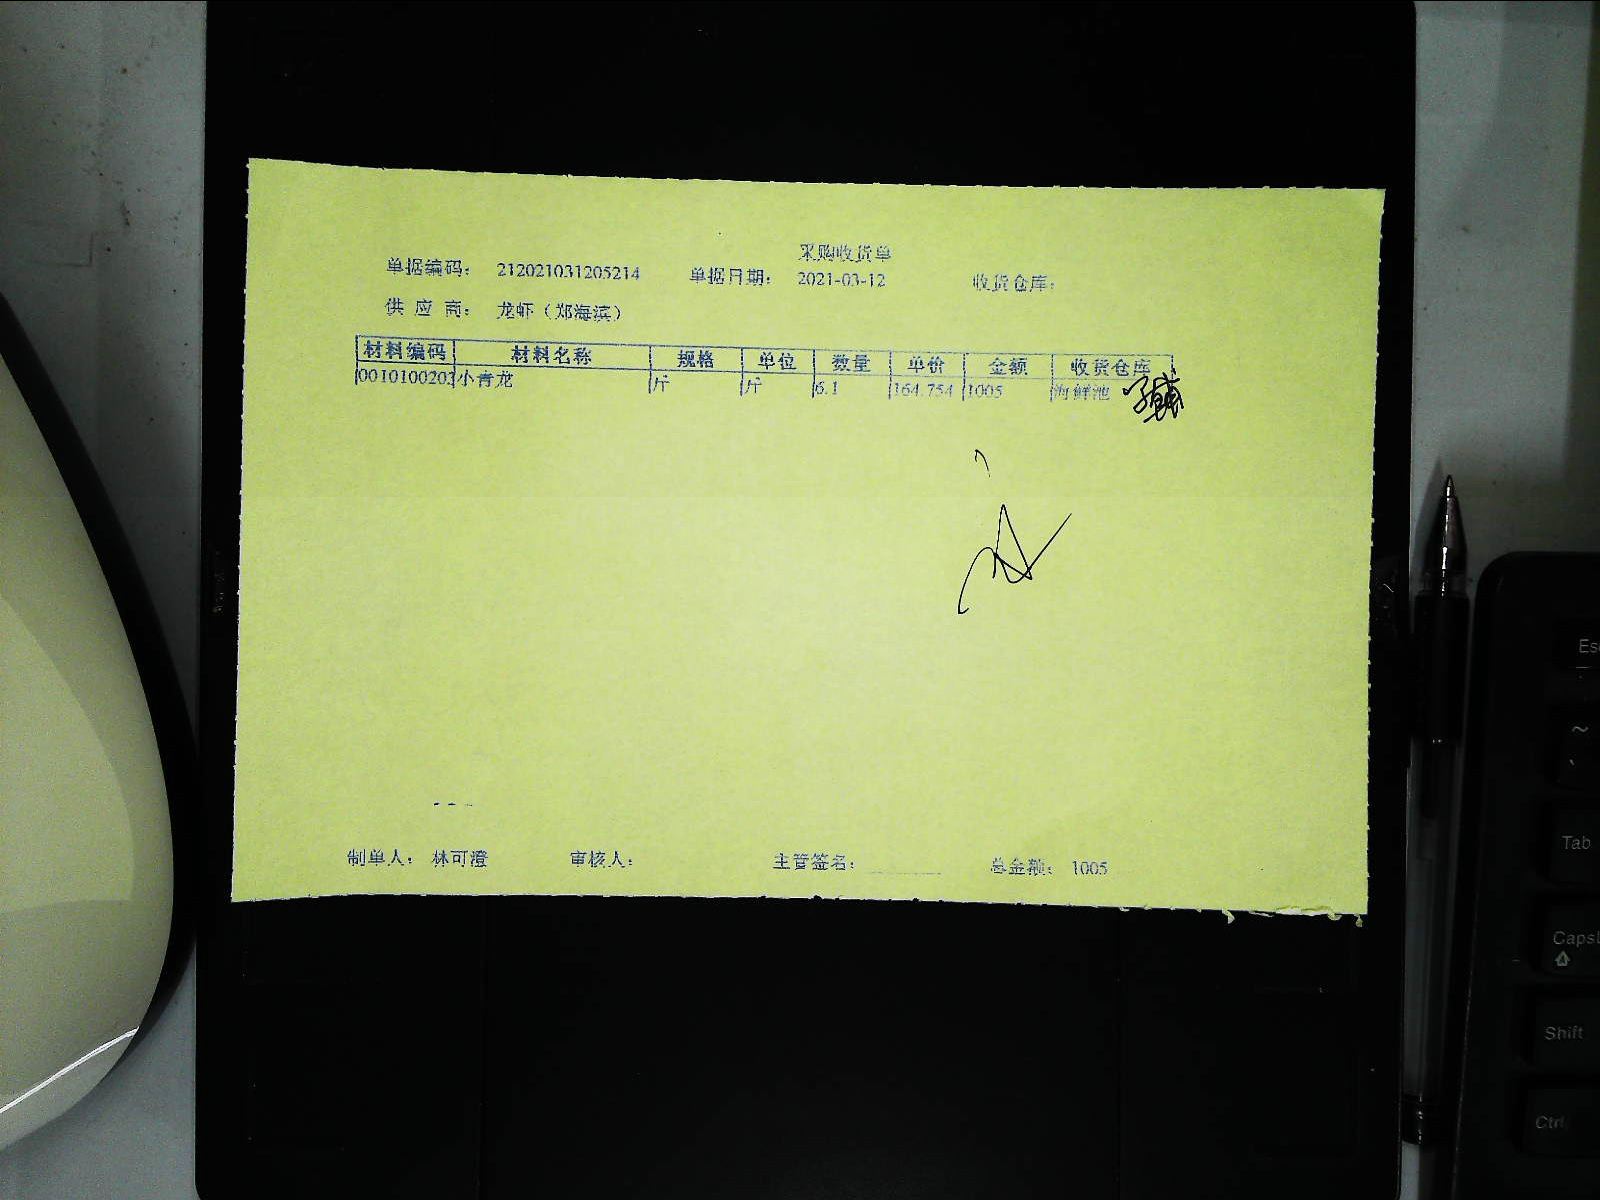 采购收货单
单据编码： 212021031205214 单据日期： 2021-03-12 收货仓库：
供 应 商： 龙虾（郑海滨）
材料编码 材料名称 规格 单位 数量 单价 金额 收货仓库
0010100202 小青龙 斤 斤 6.1 164.754 1005 海鲜池
制单人： 林可澄 审核人： 主管签名： 总金额： 1005
Esc
~
Tab
Caps
Shift
Ctrl